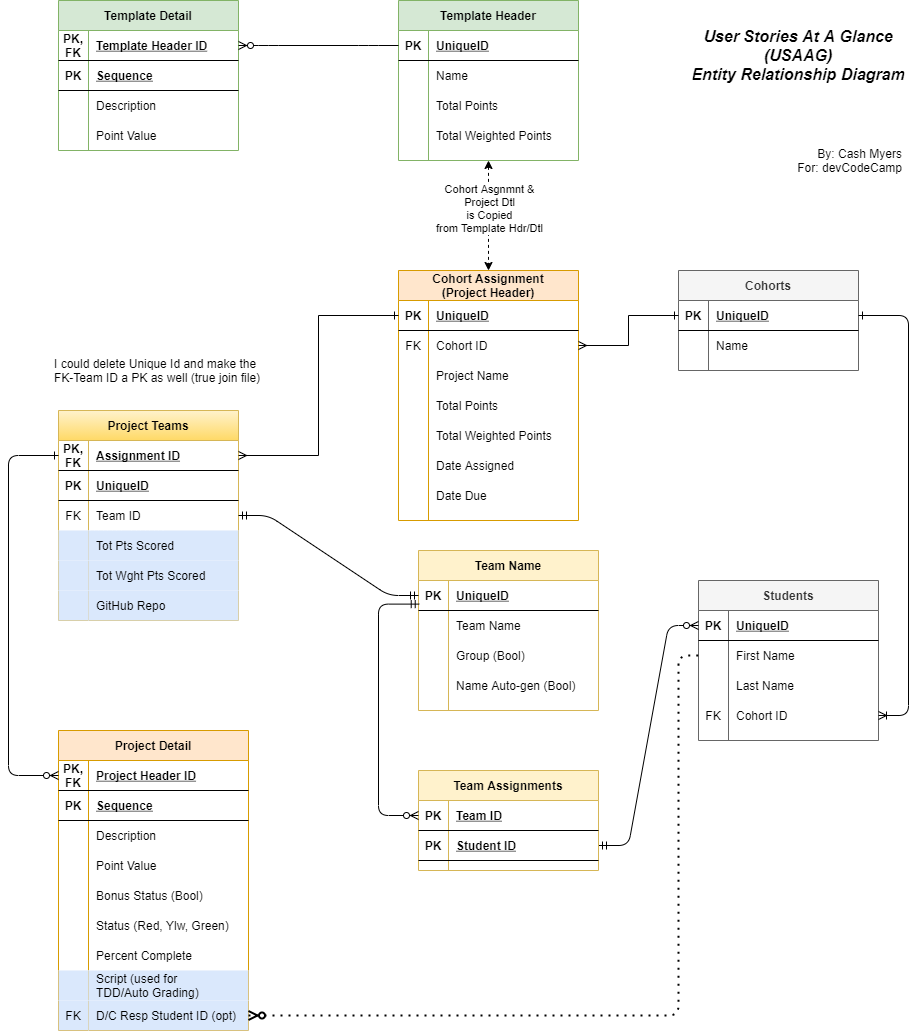 Template Detail
PK,
FK
Template Header ID
PK
Sequence
Description
Point Value
Template Header
PK
UniqueID
Name
Total Points
Total Weighted Points
User Stories At A Glance
(USAAG)
Entity Relationship Diagram
By: Cash Myers
For: devCodeCamp
Cohort Asgnmnt &
Project Dtl
is Copied
from Template Hdr/Dtl
Cohort Assignment
(Project Header)
PK
UniqueID
FK
Cohort ID
Project Name
Total Points
Total Weighted Points
Date Assigned
Date Due
Cohorts
PK
UniqueID
Name
I could delete Unique Id and make the
FK-Team ID a PK as well (true join file)
Project Teams
PK,
FK
Assignment ID
PK
UniqueID
FK
Team ID
Tot Pts Scored
Tot Wght Pts Scored
GitHub Repo
Team Name
PK
UniqueID
Team Name
Group (Bool)
Name Auto-gen (Bool)
Students
PK
UniqueID
First Name
Last Name
FK
Cohort ID
Project Detail
PK,
FK
Project Header ID
PK
Sequence
Description
Point Value
Bonus Status (Bool)
Status (Red, Ylw, Green)
Percent Complete
Script (used for
TDD/Auto Grading)
FK
D/C Resp Student ID (opt)
Team Assignments
PK
Team ID
PK
Student ID